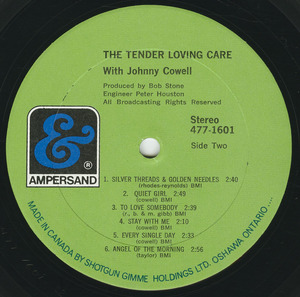 THE TENDER LOVING CARE
With Johnny Cowell
Produced by Bob Stone
Engineer Peter Houston
All Broadcasting Rights Reserved
Stereo
477-1601
Side Two
&®
AMPERSAND
1. SILVER THREADS & GOLDEN NEEDLES 2:40
(rhodes-reynolds) BMI
2. QUIET GIRL 2:49
(cowell) BMI
3. TO LOVE SOMEBODY 2:39
(r., b. & m. gibb) BMI
4. STAY WITH ME 2:10
(cowell) BMI
5. EVERY SINGLE DAY 2:33
(cowell) BMI
6. ANGEL OF THE MORNING 2:56
(taylor) BMI
MADE IN CANADA BY SHOTGUN GIMME HOLDINGS LTD. OSHAWA ONTARIO ....